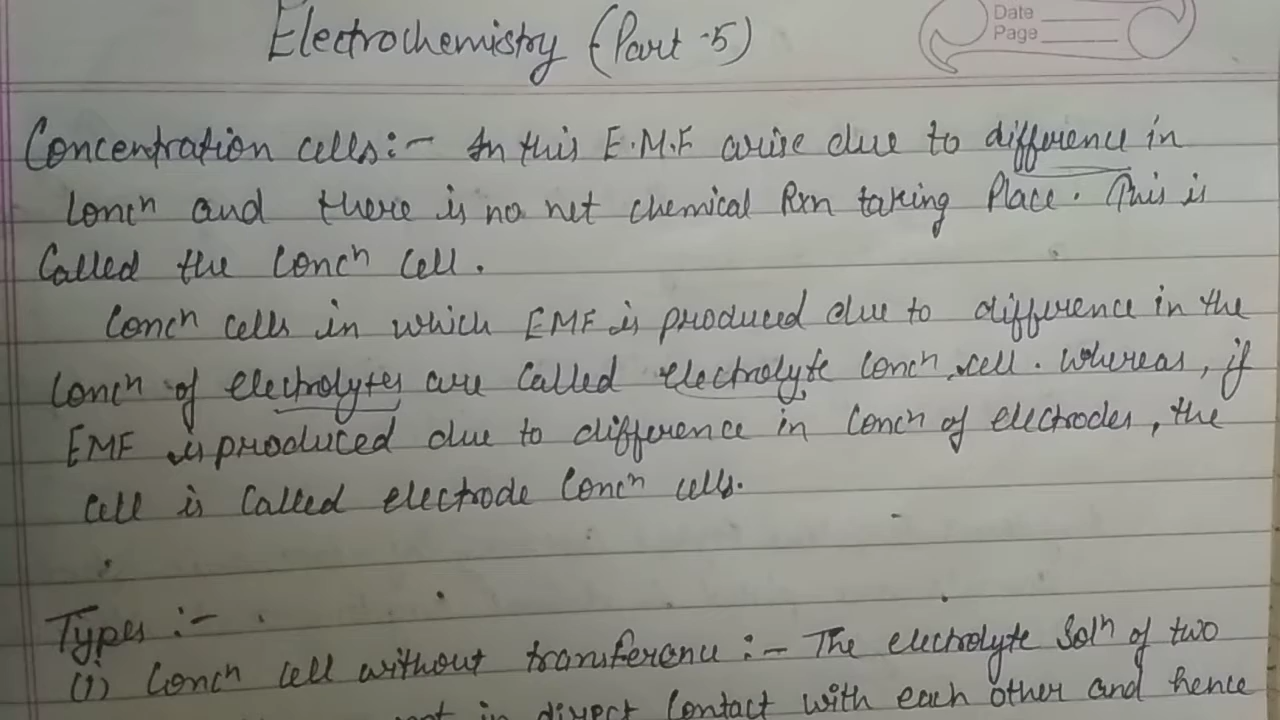 Electrochemistry (Part -5)
Date
Page
Concentration cells:- In this E.M.F arise due to difference in
Concn and there is no net chemical Rxn taking Place. This is
Called the Concn Cell.
Concn cells in which EMF is produced due to difference in the
Concn of electrolytes are Called electrolyte Concn cell. whereas, if
EMF is produced due to difference in Concn of electrodes, the
Cell is Called electrode Concn cells.
Types :-
(1) Concn Cell without transference :- The electrolyte Soln of two
in direct Contact with each other and hence